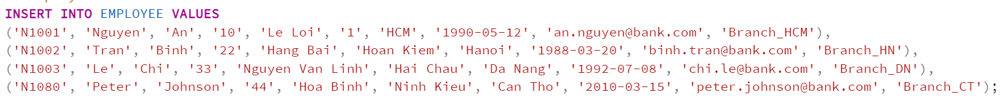 INSERT INTO EMPLOYEE VALUES
('N1001', 'Nguyen', 'An', '10', 'Le Loi', '1', 'HCM', '1990-05-12', 'an.nguyen@bank.com', 'Branch_HCM'),
('N1002', 'Tran', 'Binh', '22', 'Hang Bai', 'Hoan Kiem', 'Hanoi', '1988-03-20', 'binh.tran@bank.com', 'Branch_HN'),
('N1003', 'Le', 'Chi', '33', 'Nguyen Van Linh', 'Hai Chau', 'Da Nang', '1992-07-08', 'chi.le@bank.com', 'Branch_DN'),
('N1080', 'Peter', 'Johnson', '44', 'Hoa Binh', 'Ninh Kieu', 'Can Tho', '2010-03-15', 'peter.johnson@bank.com', 'Branch_CT');